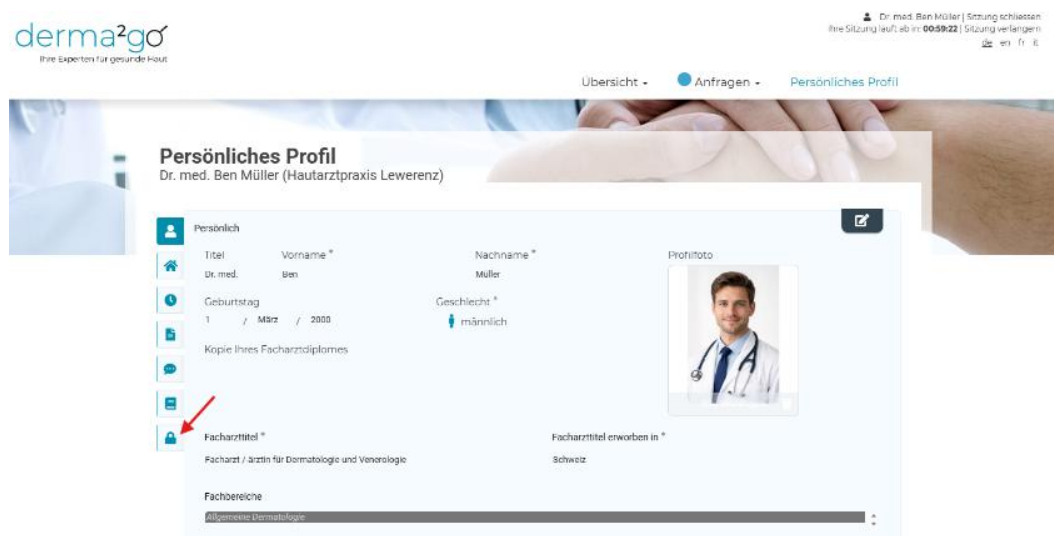 derma²go
Ihre Experten für gesunde Haut
Dr. med. Ben Müller | Sitzung schliessen
Ihre Sitzung läuft ab in: 00:59:22 | Sitzung verlängern
de en fr it
Übersicht Anfragen Persönliches Profil
Persönliches Profil
Dr. med. Ben Müller (Hautarztpraxis Lewerenz)
Persönlich
Titel Vorname * Nachname * Profilfoto
Dr. med. Ben Müller
Geburtstag Geschlecht *
1 / März / 2000 männlich
Kopie Ihres Facharztdiplomes
Facharzttitel * Facharzttitel erworben in *
Facharzt / ärztin für Dermatologie und Venerologie Schweiz
Fachbereiche
Allgemeine Dermatologie